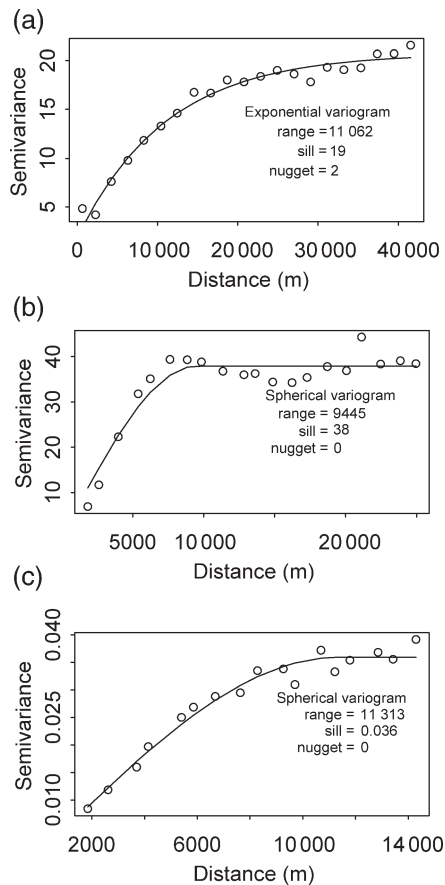 (a)
Semivariance
20
15
10
5
Exponential variogram
range =11 062
sill = 19
nugget = 2
0 10 000 20 000 30 000 40 000
Distance (m)
(b)
Semivariance
40
30
20
10
Spherical variogram
range = 9445
sill = 38
nugget = 0
5000 10 000 20 000
Distance (m)
(c)
Semivariance
0.040
0.025
0.010
Spherical variogram
range = 11 313
sill = 0.036
nugget = 0
2000 6000 10 000 14 000
Distance (m)